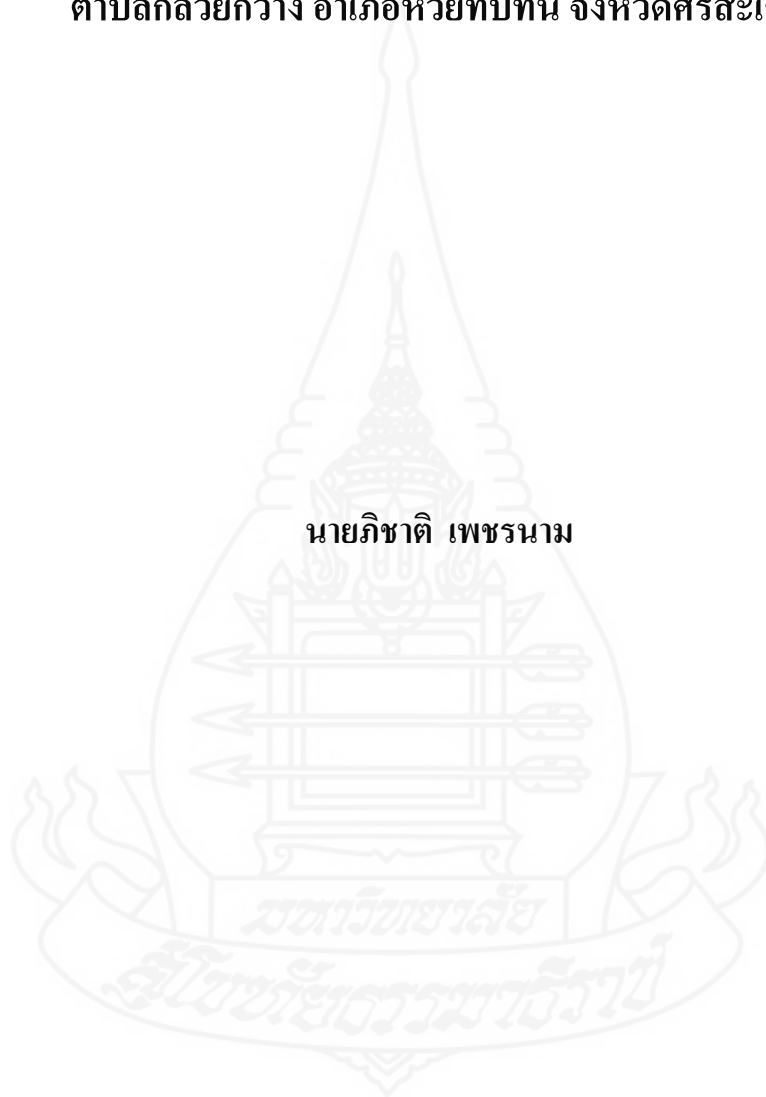 ตำบลกล้วยกว้าง อำเภอห้วยทับทัน จังหวัดศรีสะเ
นายภิชาติ เพชรนาม
มหาวิทยาลัย
สุโขทัยธรรมาธิราช